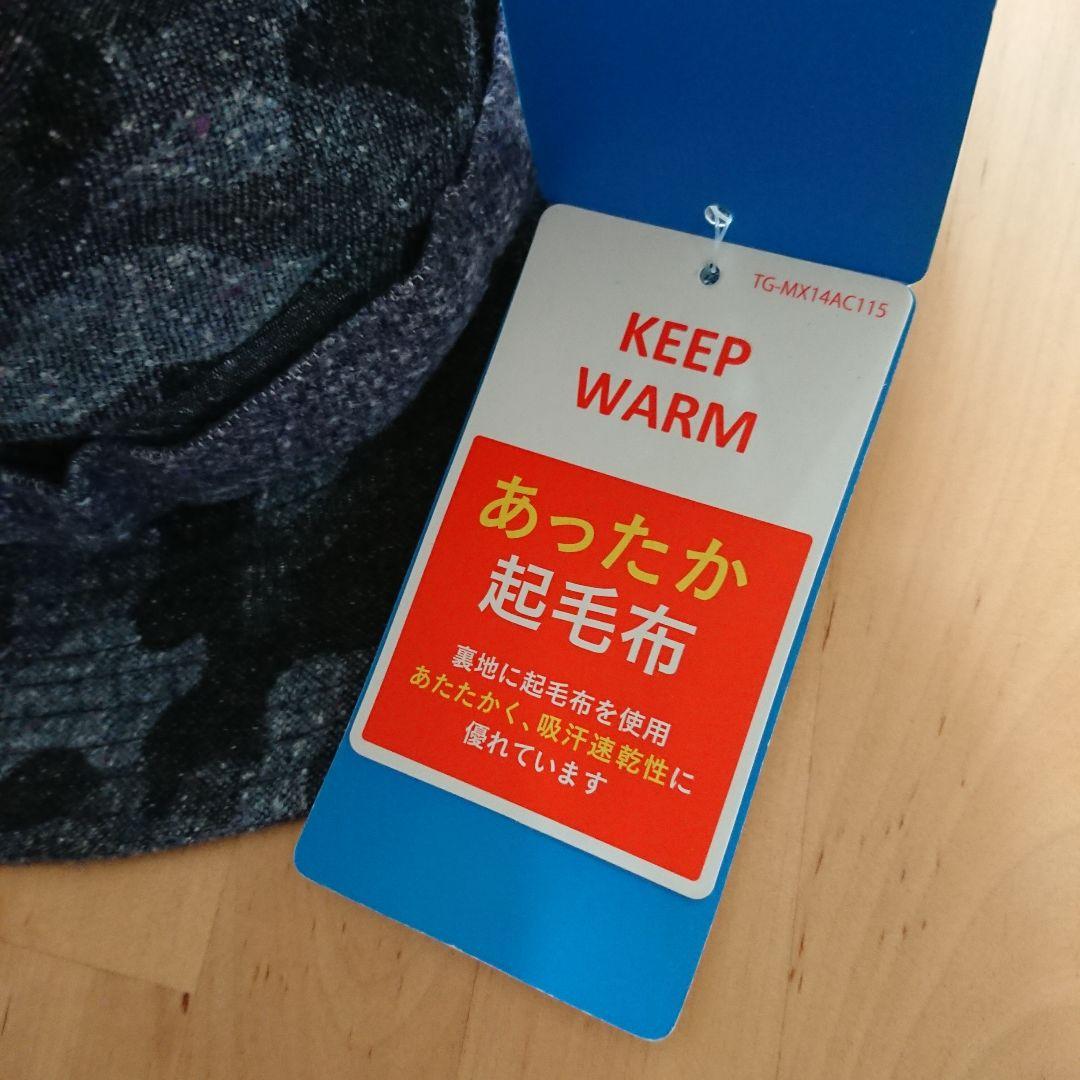 TG-MX14AC115
KEEP
WARM
あったか
起毛布
裏地に起毛布を使用
あたたかく、吸汗速乾性に
優れています